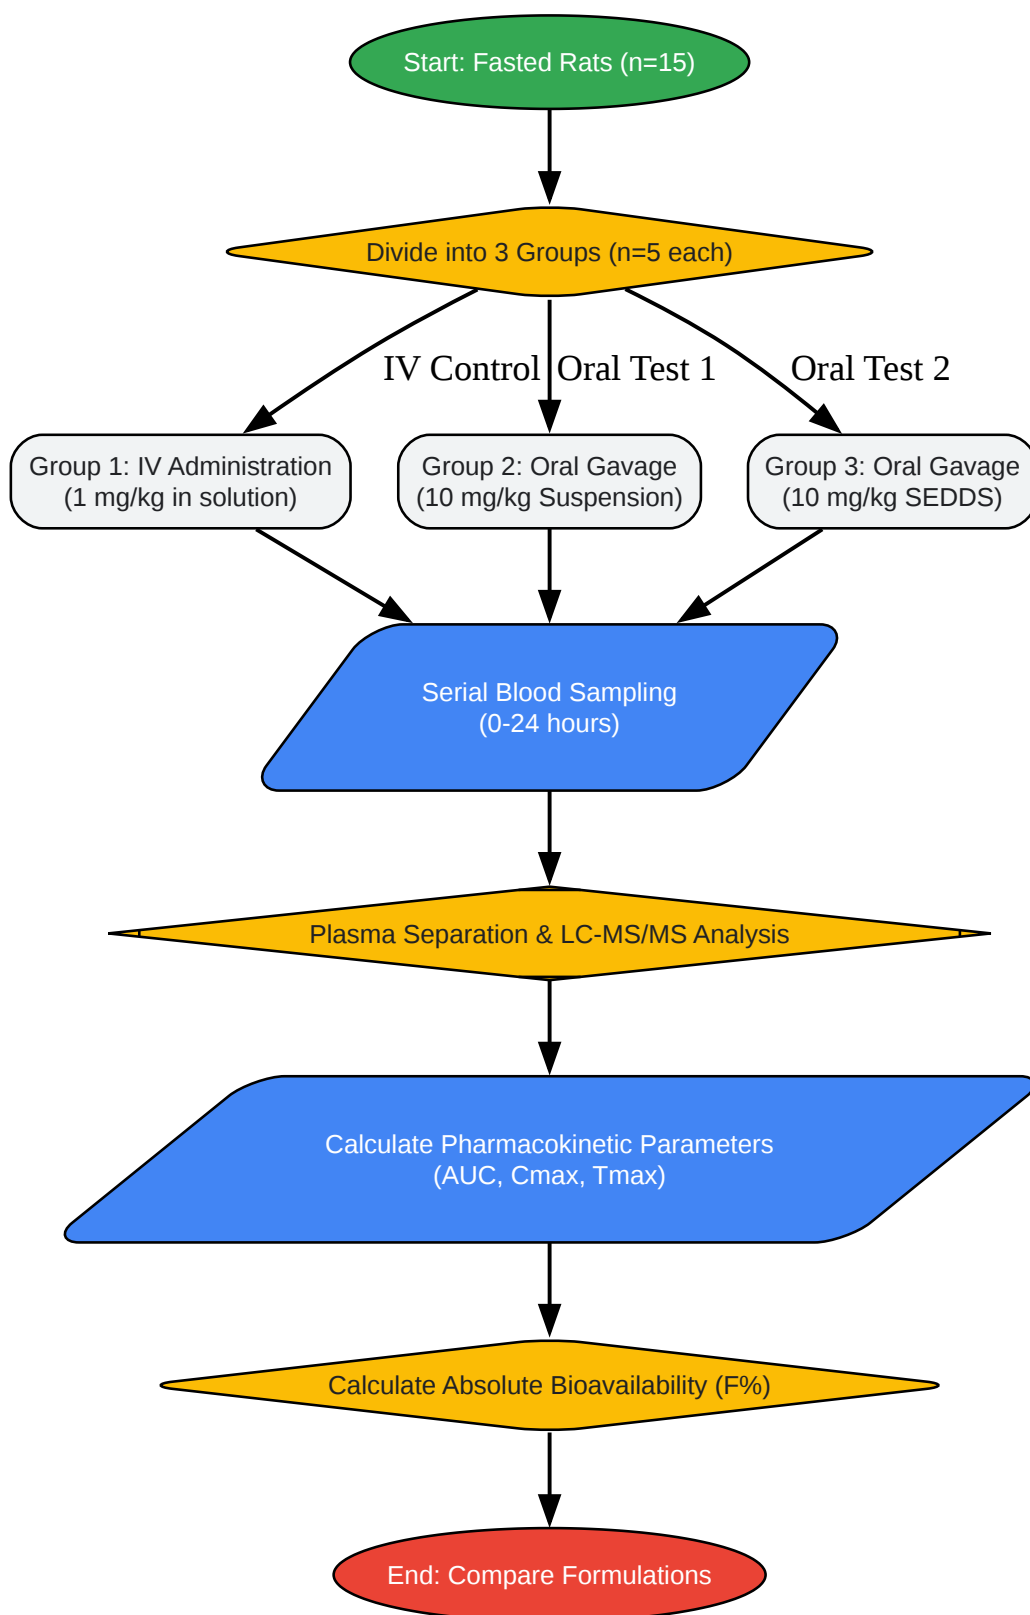 Start: Fasted Rats (n=15)
Divide into 3 Groups (n=5 each)
IV Control
Oral Test 1
Oral Test 2
Group 1: IV Administration
(1 mg/kg in solution)
Group 2: Oral Gavage
(10 mg/kg Suspension)
Group 3: Oral Gavage
(10 mg/kg SEDDS)
Serial Blood Sampling
(0-24 hours)
Plasma Separation & LC-MS/MS Analysis
Calculate Pharmacokinetic Parameters
(AUC, Cmax, Tmax)
Calculate Absolute Bioavailability (F%)
End: Compare Formulations